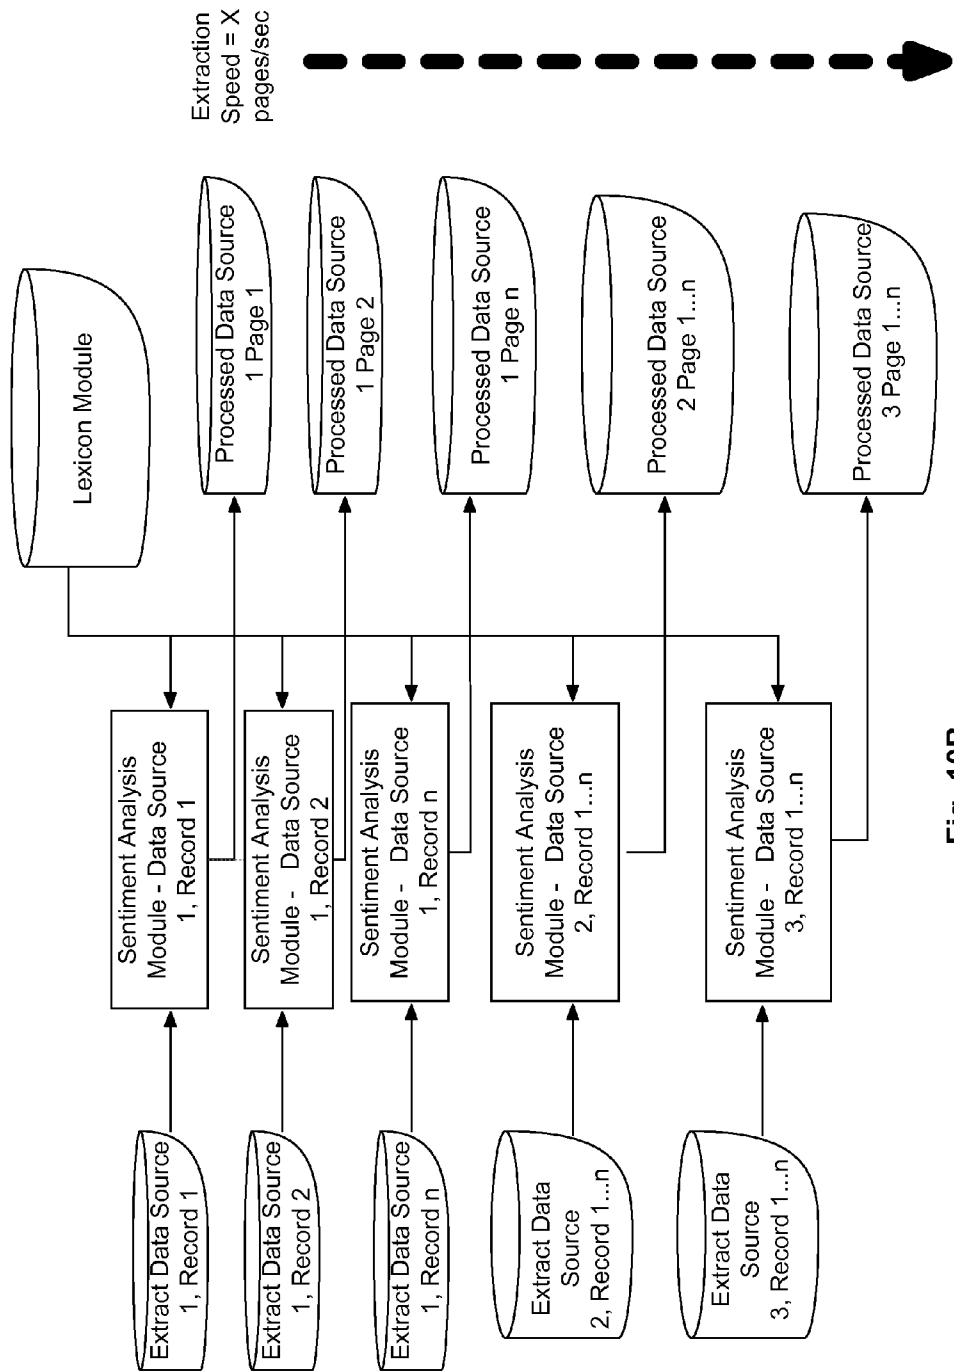 Lexicon Module
Extract Data Source
1, Record 1
Sentiment Analysis
Module - Data Source
1, Record 1
Processed Data Source
1 Page 1
Extraction
Speed = X
pages/sec
Extract Data Source
1, Record 2
Sentiment Analysis
Module - Data Source
1, Record 2
Processed Data Source
1 Page 2
Extract Data Source
1, Record n
Sentiment Analysis
Module - Data Source
1, Record n
Processed Data Source
1 Page n
Extract Data
Source
2, Record 1...n
Sentiment Analysis
Module - Data Source
2, Record 1...n
Processed Data Source
2 Page 1...n
Extract Data
Source
3, Record 1...n
Sentiment Analysis
Module - Data Source
3, Record 1...n
Processed Data Source
3 Page 1...n
Fig. 10B